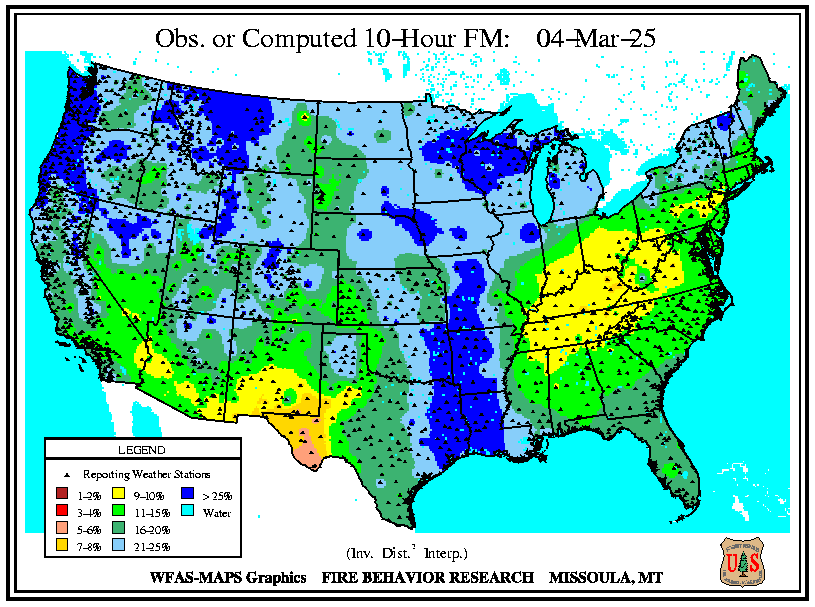 Obs. or Computed 10-Hour FM: 04-Mar-25
LEGEND
Reporting Weather Stations
1-2% 9-10% > 25%
3-4% 11-15% Water
5-6% 16-20%
7-8% 21-25%
(Inv. Dist.² Interp.)
WFAS-MAPS Graphics FIRE BEHAVIOR RESEARCH MISSOULA, MT
U S